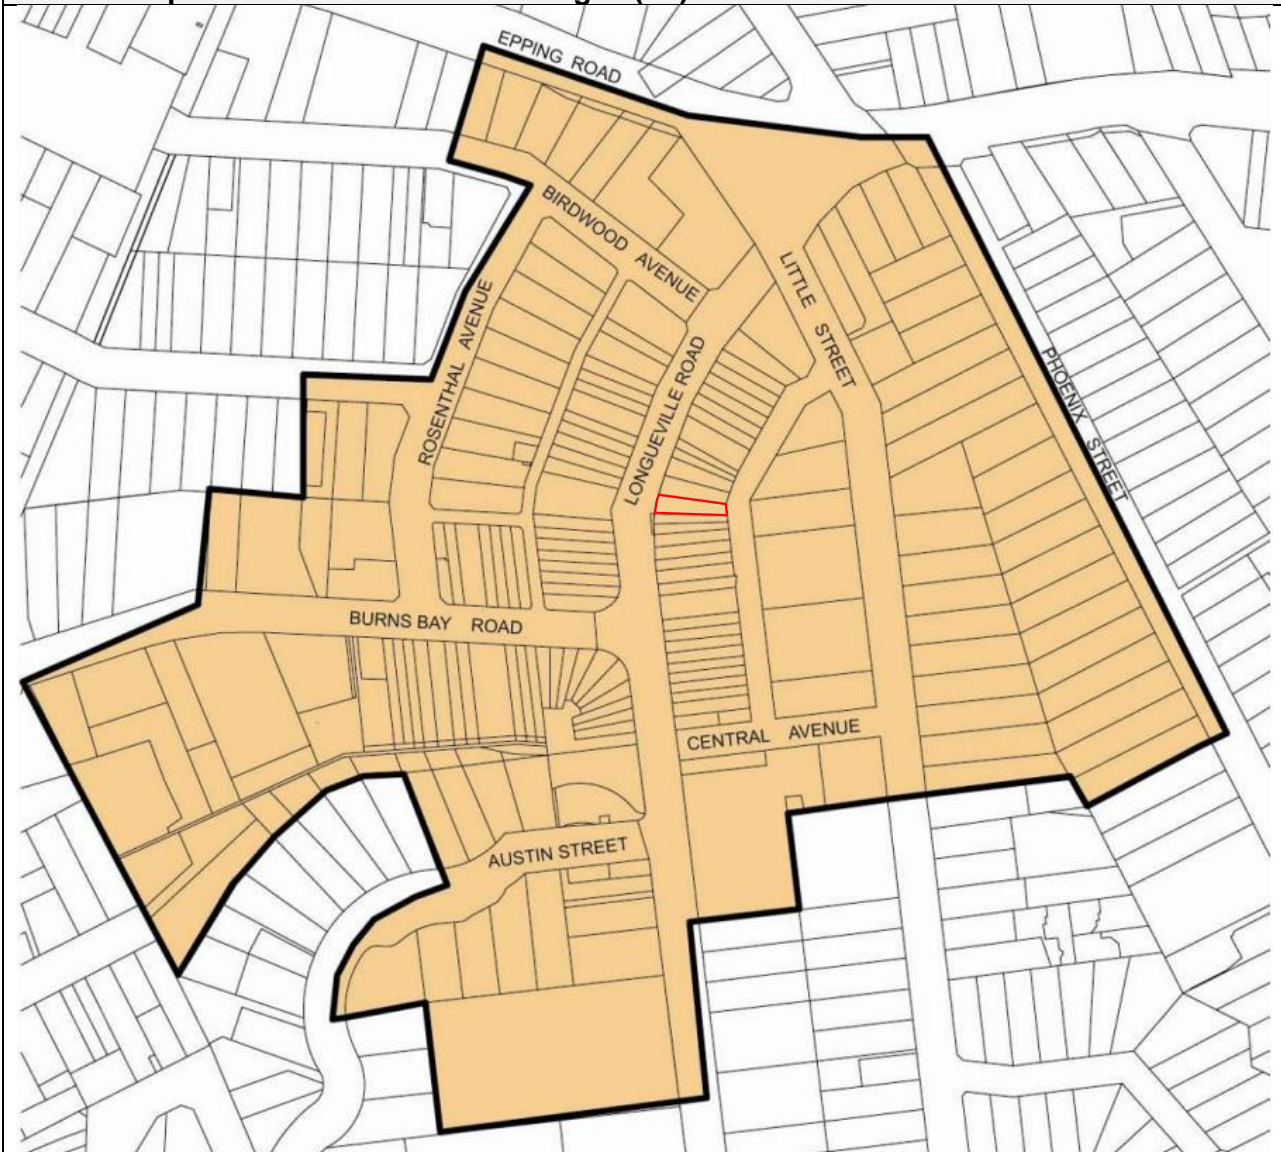 EPPING ROAD
BIRDWOOD AVENUE
LITTLE STREET
ROSENTHAL AVENUE
LONGUEVILLE ROAD
PHOENIX STREET
BURNS BAY ROAD
CENTRAL AVENUE
AUSTIN STREET